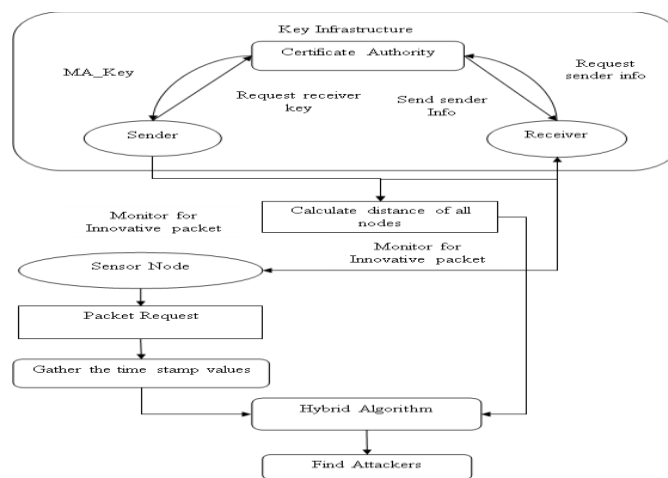 Key Infrastructure
Certificate Authority
MA_Key
Request
sender info
Request receiver
key
Send sender
Info
Sender
Receiver
Calculate distance of all
nodes
Monitor for
Innovative packet
Monitor for
Innovative packet
Sensor Node
Packet Request
Gather the time stamp values
Hybrid Algorithm
Find Attackers